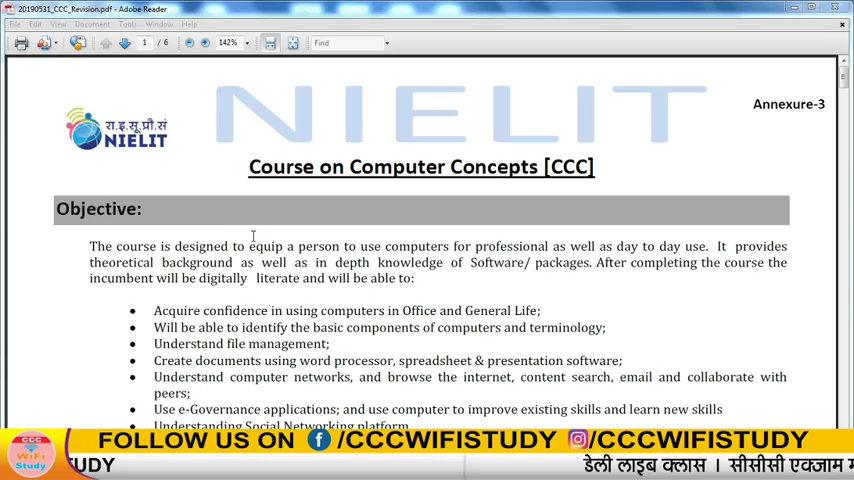 20190531_CCC_Revision.pdf - Adobe Reader
File Edit View Document Tools Window Help
1 / 6 142% Find
NIELIT
Annexure-3
रा.इ.सू.प्रौ.सं
NIELIT
Course on Computer Concepts [CCC]
Objective:
The course is designed to equip a person to use computers for professional as well as day to day use. It provides
theoretical background as well as in depth knowledge of Software/ packages. After completing the course the
incumbent will be digitally literate and will be able to:
• Acquire confidence in using computers in Office and General Life;
• Will be able to identify the basic components of computers and terminology;
• Understand file management;
• Create documents using word processor, spreadsheet & presentation software;
• Understand computer networks, and browse the internet, content search, email and collaborate with
peers;
• Use e-Governance applications; and use computer to improve existing skills and learn new skills
• Understanding Social Networking platform
FOLLOW US ON f /CCCWIFISTUDY /CCCWIFISTUDY
CCC
WiFi
Study
UDY डेली लाइब क्लास । सीसीसी एक्जाम